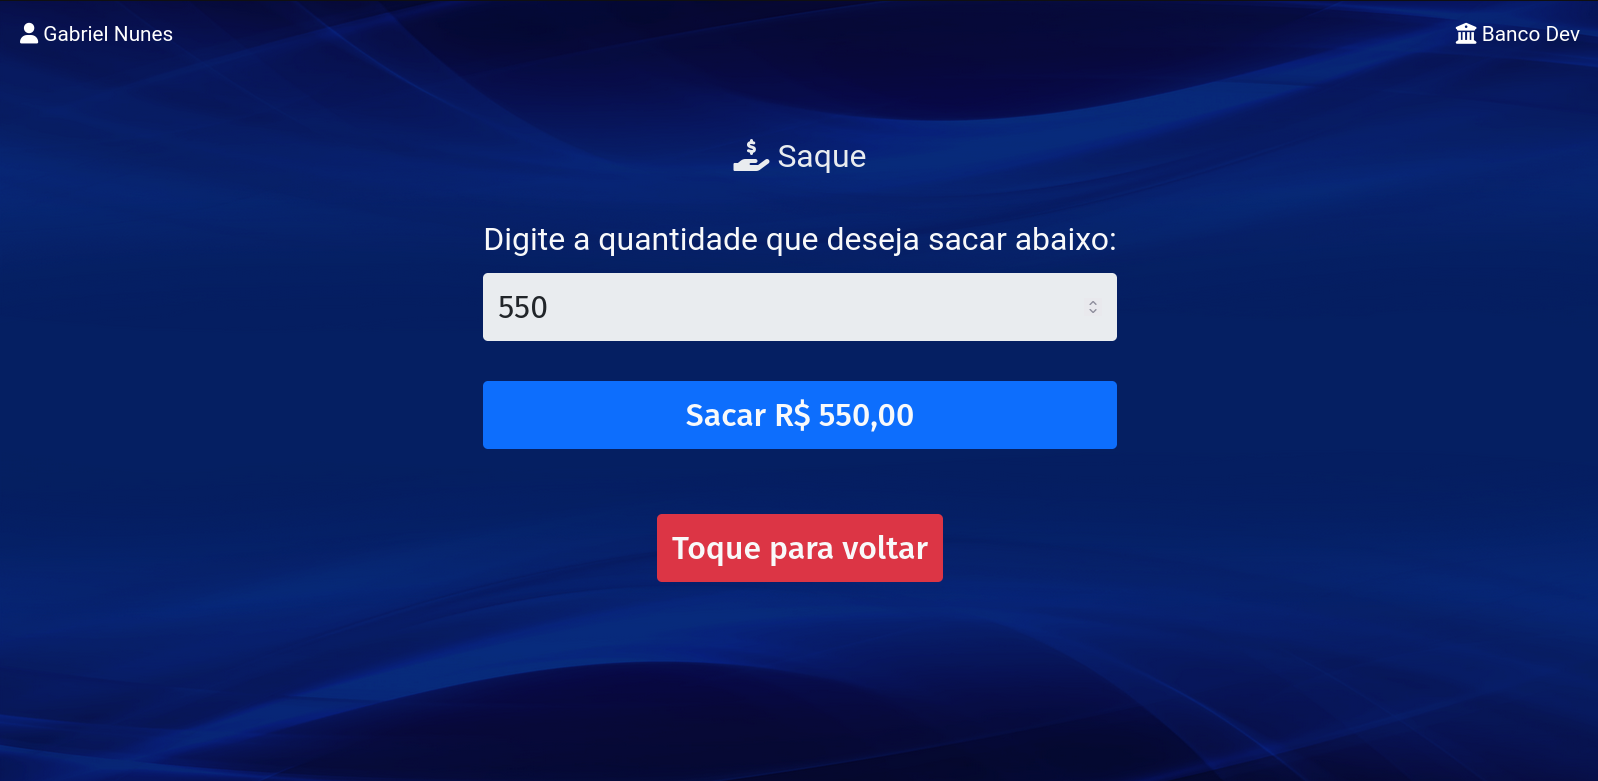 Gabriel Nunes
Banco Dev
Saque
Digite a quantidade que deseja sacar abaixo:
550
Sacar R$ 550,00
Toque para voltar